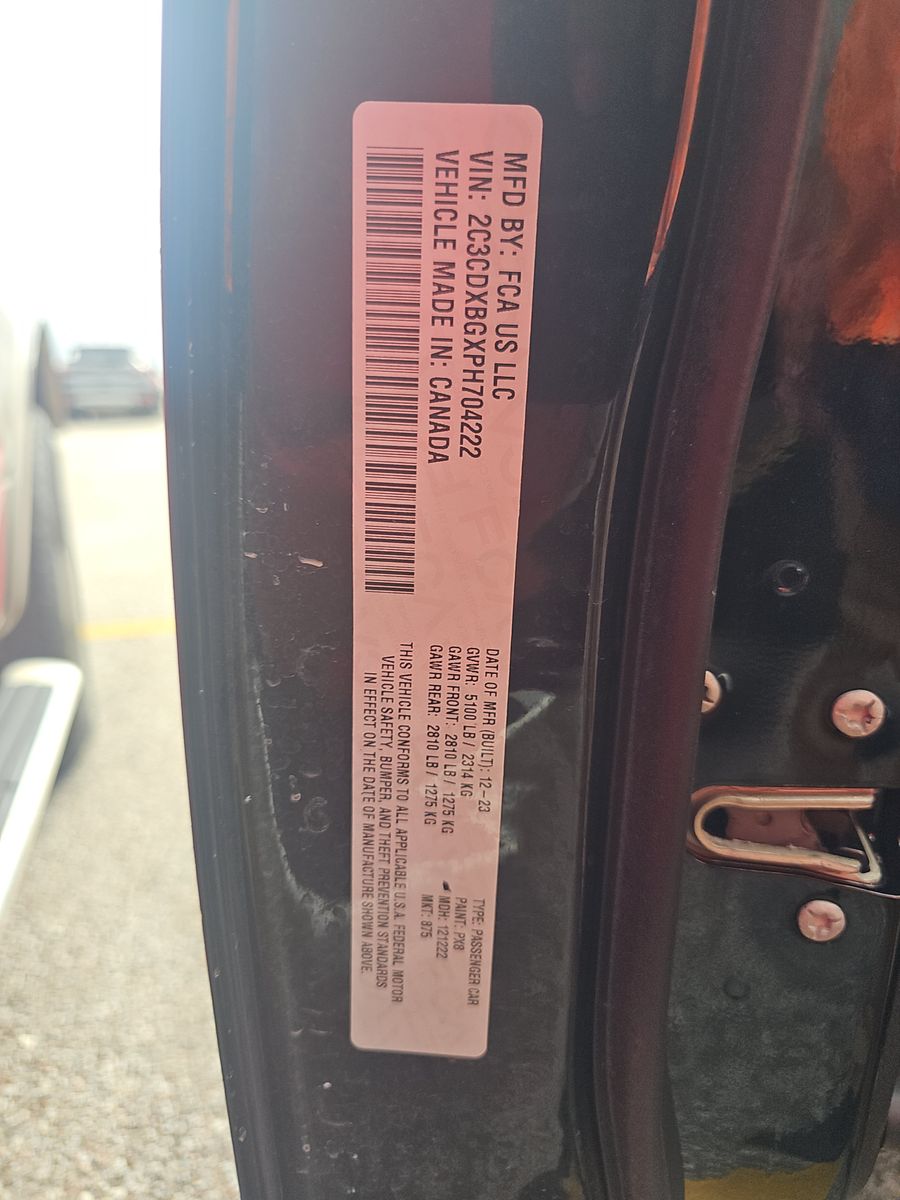 MFD BY: FCA US LLC
VIN: 2C3CDXBGXPH704222
VEHICLE MADE IN: CANADA
DATE OF MFR (BUILT): 12-23
GVWR: 5100 LB / 2314 KG
GAWR FRONT: 2810 LB / 1275 KG
GAWR REAR: 2810 LB / 1275 KG
TYPE: PASSENGER CAR
PAINT: PX8
MDH: 121222
MKT: 875
THIS VEHICLE CONFORMS TO ALL APPLICABLE U.S.A. FEDERAL MOTOR
VEHICLE SAFETY, BUMPER, AND THEFT PREVENTION STANDARDS
IN EFFECT ON THE DATE OF MANUFACTURE SHOWN ABOVE.